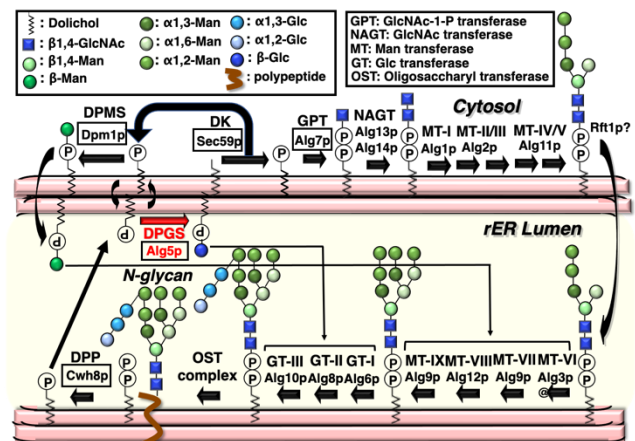 : Dolichol
: β1,4-GlcNAc
: β1,4-Man
: β-Man
: α1,3-Man
: α1,6-Man
: α1,2-Man
: α1,3-Glc
: α1,2-Glc
: β-Glc
: polypeptide
GPT: GlcNAc-1-P transferase
NAGT: GlcNAc transferase
MT: Man transferase
GT: Glc transferase
OST: Oligosaccharyl transferase
DPMS
Dpm1p
DK
Sec59p
GPT
Alg7p
NAGT
Alg13p
Alg14p
Cytosol
MT-I
Alg1p
MT-II/III
Alg2p
MT-IV/V
Alg11p
Rft1p?
P
P
P
P
P
P
P
P
P
DPGS
Alg5p
rER Lumen
N-glycan
P
P
P
DPP
Cwh8p
P
P
P
OST
complex
P
P
GT-III
Alg10p
GT-II
Alg8p
GT-I
Alg6p
P
P
MT-IX
Alg9p
MT-VIII
Alg12p
MT-VII
Alg9p
MT-VI
Alg3p
@
P
P